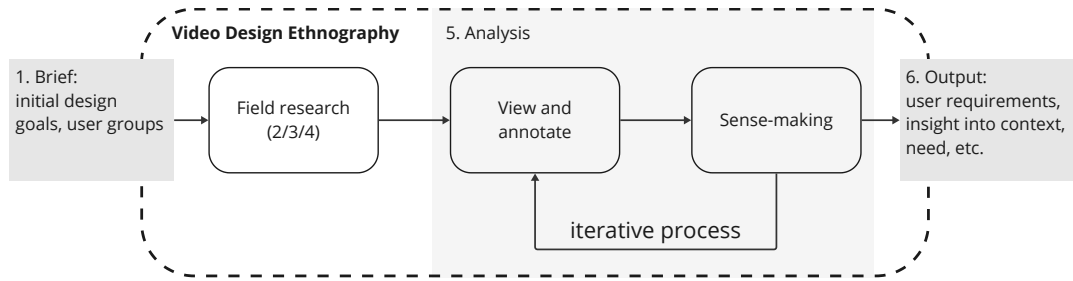 Video Design Ethnography
5. Analysis
1. Brief:
initial design
goals, user groups
Field research
(2/3/4)
View and
annotate
Sense-making
6. Output:
user requirements,
insight into context,
need, etc.
iterative process